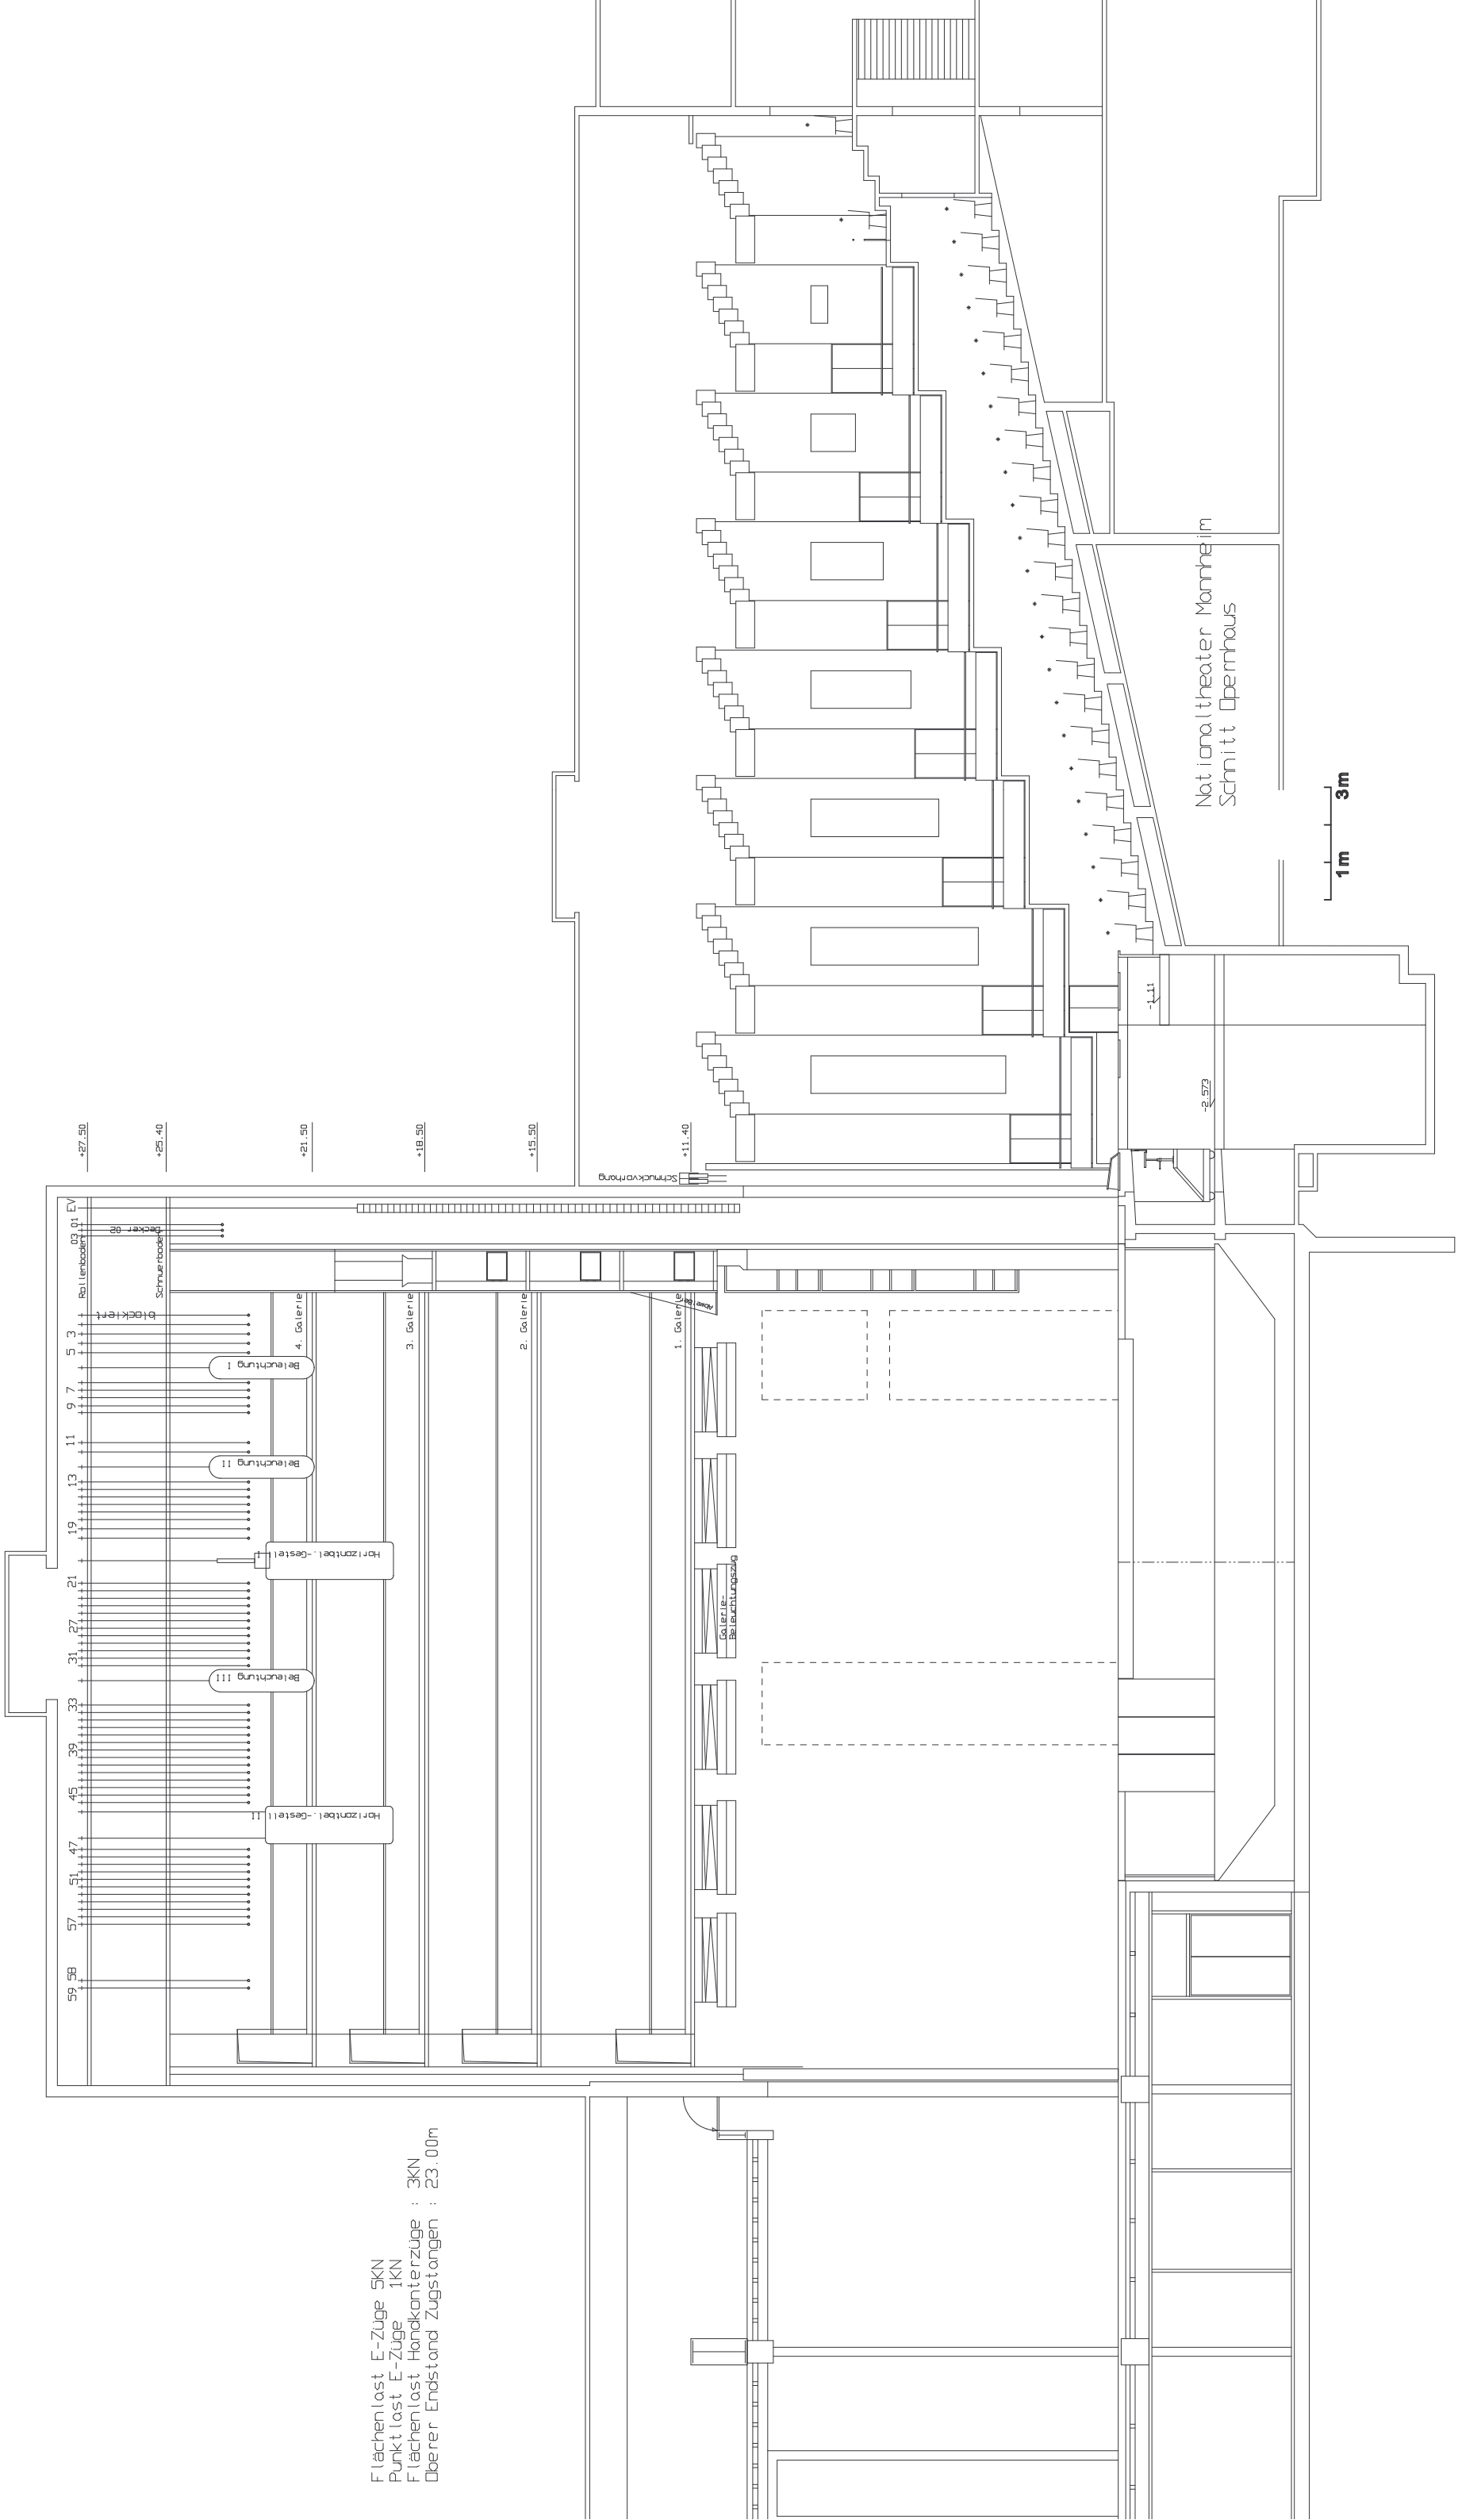 Flächenlast E-Züge 5KN
Punktlast E-Züge 1KN
Flächenlast Handkonterzüge : 3KN
Oberer Endstand Zugstangen : 23.00m
59 58 57 51 47 45 39 33 31 27 21 19 13 11 9 7 5 3 03 01 EV
Rollenboden
Schnuerboden
blockiert
Decker 02
+27.50
+25.40
+21.50
+18.50
+15.50
+11.40
4. Galerie
3. Galerie
2. Galerie
1. Galerie
Beleuchtung I
Beleuchtung II
Beleuchtung III
Horizontbel.-Gestell I
Horizontbel.-Gestell II
Abweiser
Galerie-
Beleuchtungszug
Schmuckvorhang
-1.11
-2.573
Nationaltheater Mannheim
Schnitt Opernhaus
1m 3m